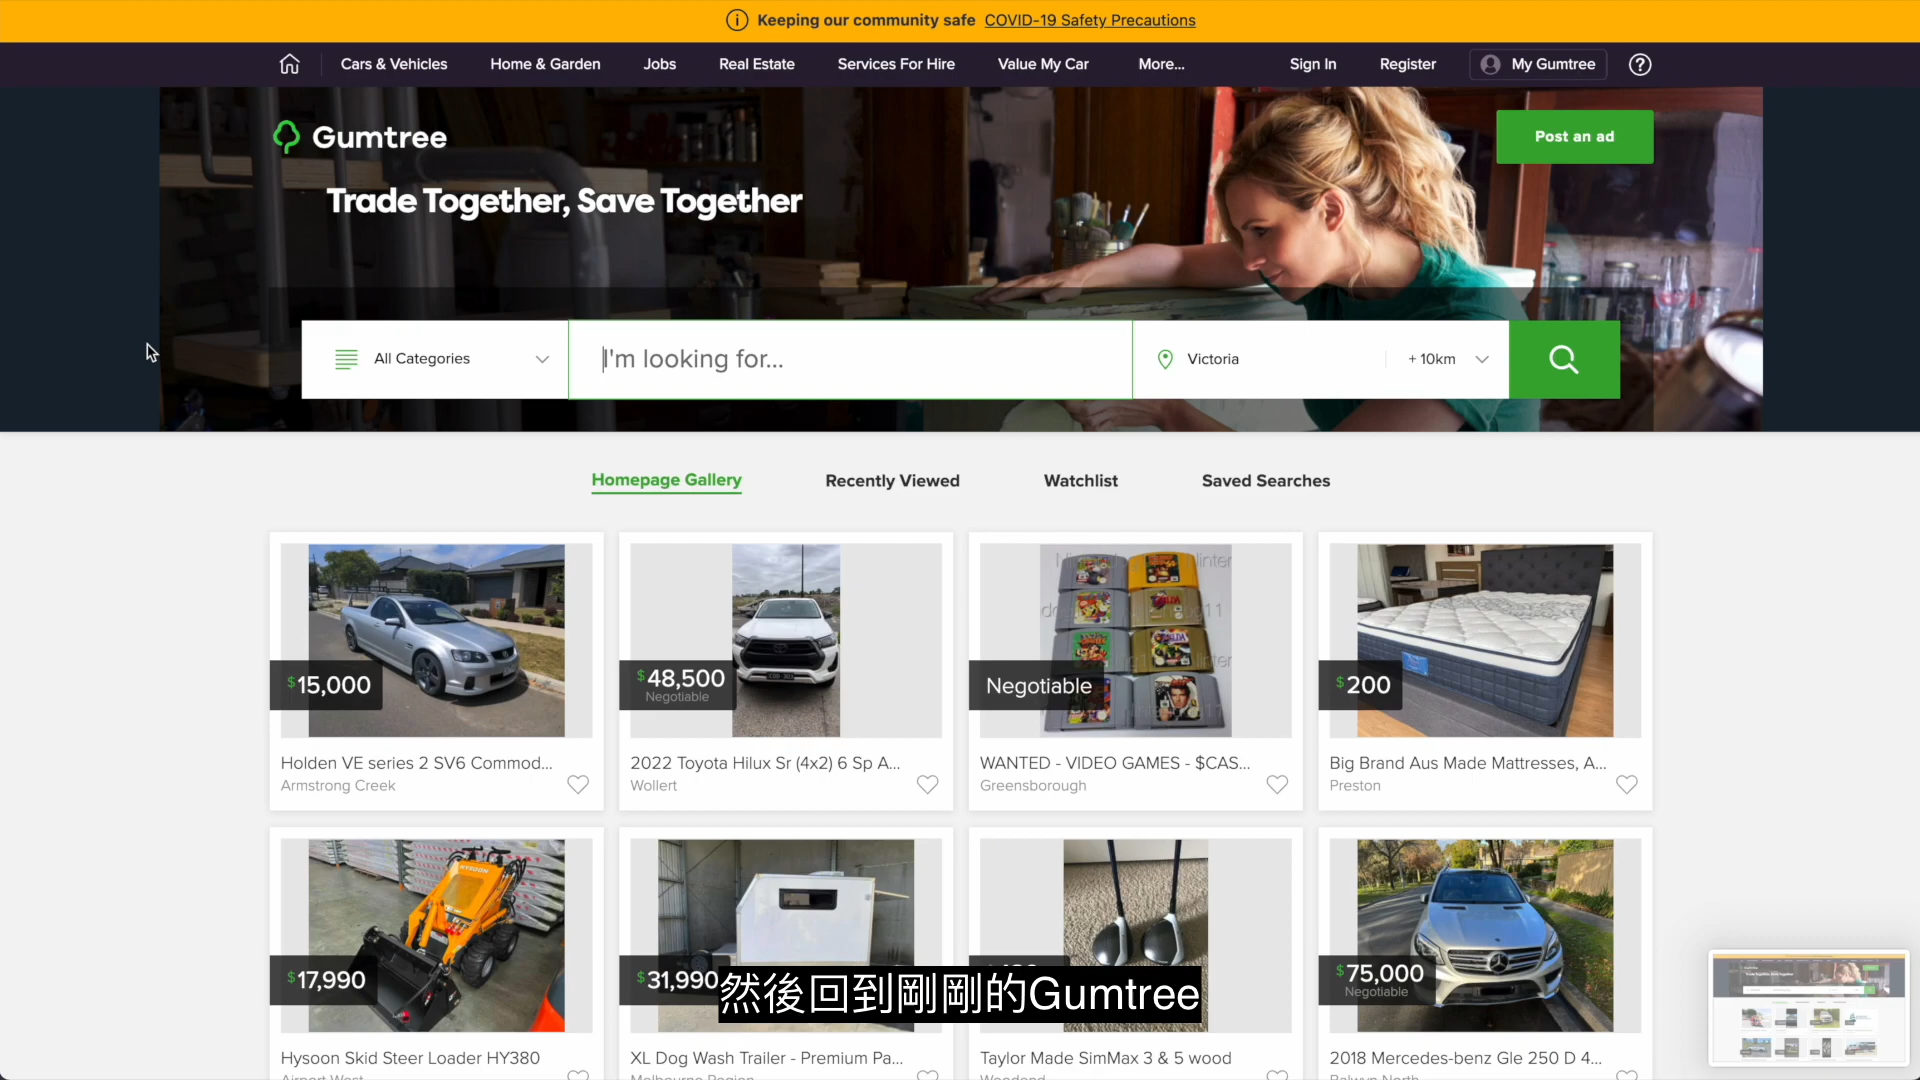 Keeping our community safe COVID-19 Safety Precautions
Cars & Vehicles Home & Garden Jobs Real Estate Services For Hire Value My Car More... Sign In Register My Gumtree
Gumtree
Post an ad
Trade Together, Save Together
All Categories I'm looking for... Victoria + 10km
Homepage Gallery Recently Viewed Watchlist Saved Searches
$15,000
$48,500
Negotiable
Negotiable
$200
Holden VE series 2 SV6 Commod...
Armstrong Creek
2022 Toyota Hilux Sr (4x2) 6 Sp A...
Wollert
WANTED - VIDEO GAMES - $CAS...
Greensborough
Big Brand Aus Made Mattresses, A...
Preston
$17,990
$31,990
$75,000
Negotiable
然後回到剛剛的Gumtree
Hysoon Skid Steer Loader HY380
Airport West
XL Dog Wash Trailer - Premium Pa...
Melbourne Region
Taylor Made SimMax 3 & 5 wood
Woodend
2018 Mercedes-benz Gle 250 D 4...
Balwyn North